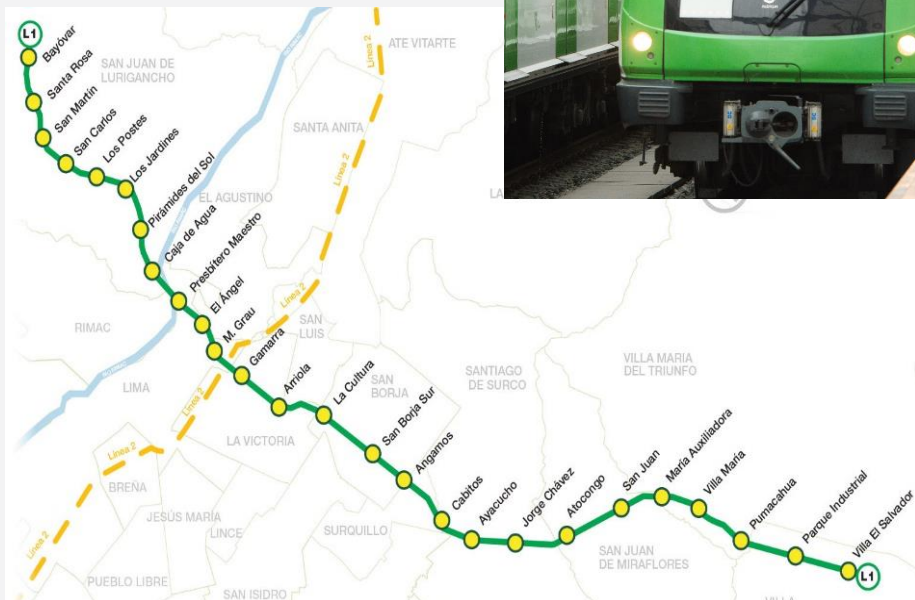 L1
Bayóvar
Santa Rosa
San Martín
San Carlos
Los Postes
Los Jardines
Pirámides del Sol
Caja de Agua
Presbítero Maestro
El Ángel
M. Grau
Gamarra
Arriola
La Cultura
San Borja Sur
Angamos
Cabitos
Ayacucho
Jorge Chávez
Atocongo
San Juan
María Auxiliadora
Villa María
Pumacahua
Parque Industrial
Villa El Salvador
L1
SAN JUAN DE
LURIGANCHO
ATE VITARTE
SANTA ANITA
EL AGUSTINO
LA
RIMAC
LIMA
SAN
LUIS
LA VICTORIA
SAN
BORJA
SANTIAGO
DE SURCO
VILLA MARIA
DEL TRIUNFO
BREÑA
JESÚS MARÍA
LINCE
SURQUILLO
PUEBLO LIBRE
SAN ISIDRO
SAN JUAN
DE MIRAFLORES
VILLA
Línea 2
Línea 2
Línea 2
Línea 2
Línea 2
Línea 2